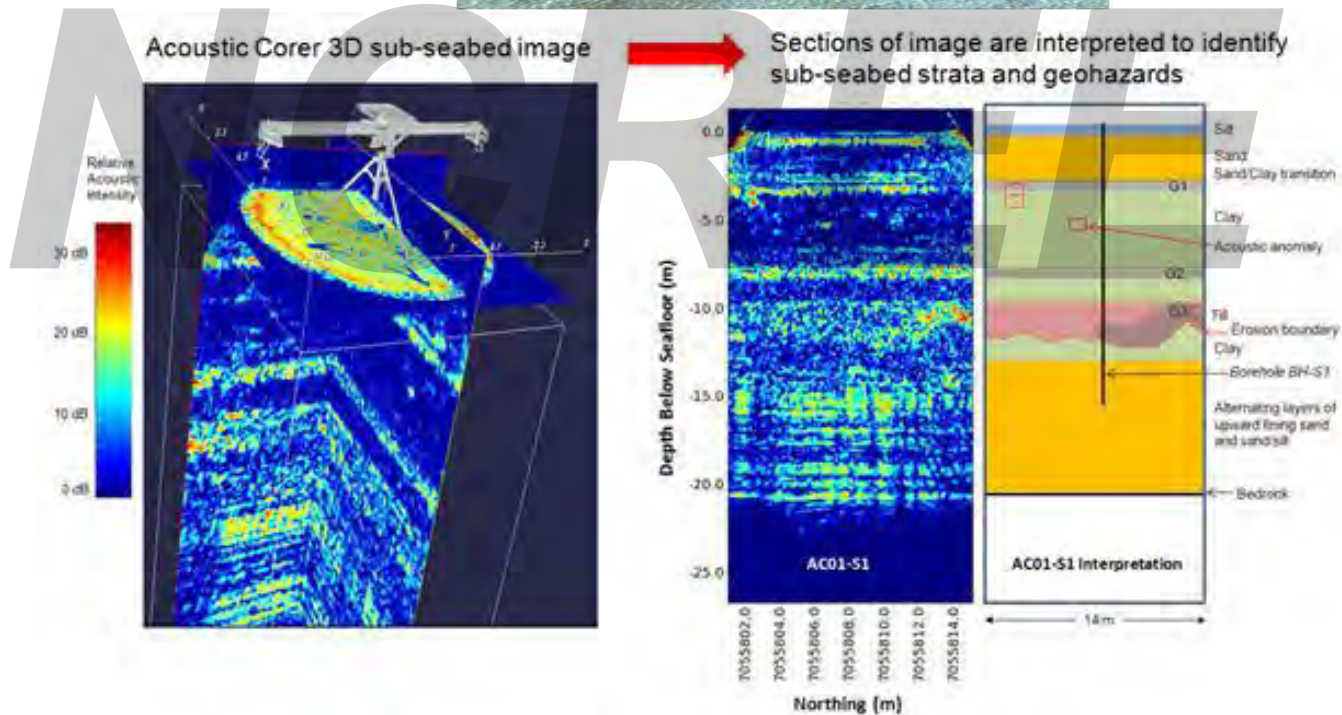 NCREE
Acoustic Corer 3D sub-seabed image
Sections of image are interpreted to identify
sub-seabed strata and geohazards
Relative
Acoustic
Intensity
30 dB
20 dB
10 dB
0 dB
Depth Below Seafloor (m)
0.0
-5.0
-10.0
-15.0
-20.0
-25.0
AC01-S1
7055802.0
7055804.0
7055806.0
7055808.0
7055810.0
7055812.0
7055814.0
Northing (m)
Silt
Sand
Sand/Clay transition
G1
Clay
Acoustic anomaly
G2
G3
Till
Erosion boundary
Clay
Borehole BH-S1
Alternating layers of
upward fining sand
and sand/silt
Bedrock
AC01-S1 Interpretation
14m